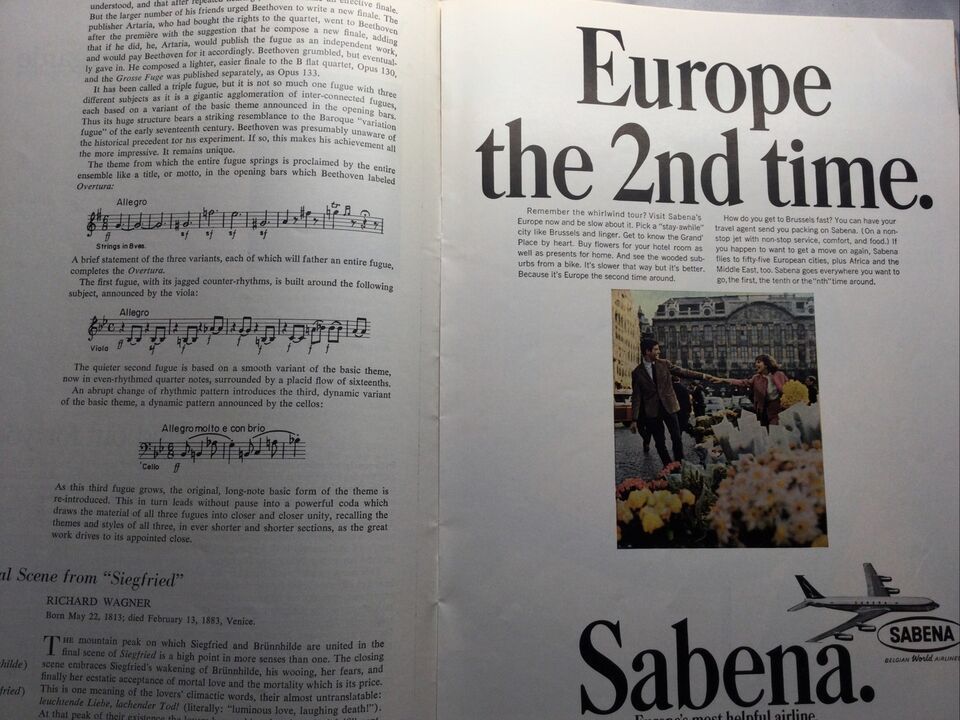 understood, and that after repeated
But the larger number of his friends urged Beethoven to write a new finale. The
publisher Artaria, who had bought the rights to the quartet, went to Beethoven
after the première with the suggestion that he compose a new finale, adding
that if he did, he, Artaria, would publish the fugue as an independent work,
and would pay Beethoven for it accordingly. Beethoven grumbled, but eventual-
ly gave in. He composed a lighter, easier finale to the B flat quartet, Opus 130,
and the Grosse Fuge was published separately, as Opus 133.
It has been called a triple fugue, but it is not so much one fugue with three
different subjects as it is a gigantic agglomeration of inter-connected fugues,
each based on a variant of the basic theme announced in the opening bars.
Thus its huge structure bears a striking resemblance to the Baroque "variation
fugue" of the early seventeenth century. Beethoven was presumably unaware of
the historical precedent for his experiment. If so, this makes his achievement all
the more impressive. It remains unique.
The theme from which the entire fugue springs is proclaimed by the entire
ensemble like a title, or motto, in the opening bars which Beethoven labeled
Overtura:
Allegro
ff sf sf sf
Strings in 8ves.
A brief statement of the three variants, each of which will father an entire fugue,
completes the Overtura.
The first fugue, with its jagged counter-rhythms, is built around the following
subject, announced by the viola:
Allegro
Viola ff f f f f f
The quieter second fugue is based on a smooth variant of the basic theme,
now in even-rhythmed quarter notes, surrounded by a placid flow of sixteenths.
An abrupt change of rhythmic pattern introduces the third, dynamic variant
of the basic theme, a dynamic pattern announced by the cellos:
Allegro molto e con brio
'Cello ff
As this third fugue grows, the original, long-note basic form of the theme is
re-introduced. This in turn leads without pause into a powerful coda which
draws the material of all three fugues into closer and closer unity, recalling the
themes and styles of all three, in ever shorter and shorter sections, as the great
work drives to its appointed close.
al Scene from "Siegfried"
RICHARD WAGNER
Born May 22, 1813; died February 13, 1883, Venice.
THE mountain peak on which Siegfried and Brünnhilde are united in the
final scene of Siegfried is a high point in more senses than one. The closing
scene embraces Siegfried's wakening of Brünnhilde, his wooing, her fears, and
finally her ecstatic acceptance of mortal love and the mortality which is its price.
This is one meaning of the lovers' climactic words, their almost untranslatable:
leuchtende Liebe, lachender Tod! (literally: "luminous love, laughing death!").
At that peak of their existence the
hilde)
fried)
Europe
the 2nd time.
Remember the whirlwind tour? Visit Sabena's
Europe now and be slow about it. Pick a "stay-awhile"
city like Brussels and linger. Get to know the Grand'
Place by heart. Buy flowers for your hotel room as
well as presents for home. And see the wooded sub-
urbs from a bike. It's slower that way but it's better.
Because it's Europe the second time around.
How do you get to Brussels fast? You can have your
travel agent send you packing on Sabena. (On a non-
stop jet with non-stop service, comfort, and food.) If
you happen to want to get a move on again, Sabena
flies to fifty-five European cities, plus Africa and the
Middle East, too. Sabena goes everywhere you want to
go, the first, the tenth or the "nth" time around.
SABENA
BELGIAN World AIRLINES
Sabena.
Europe's most helpful airline